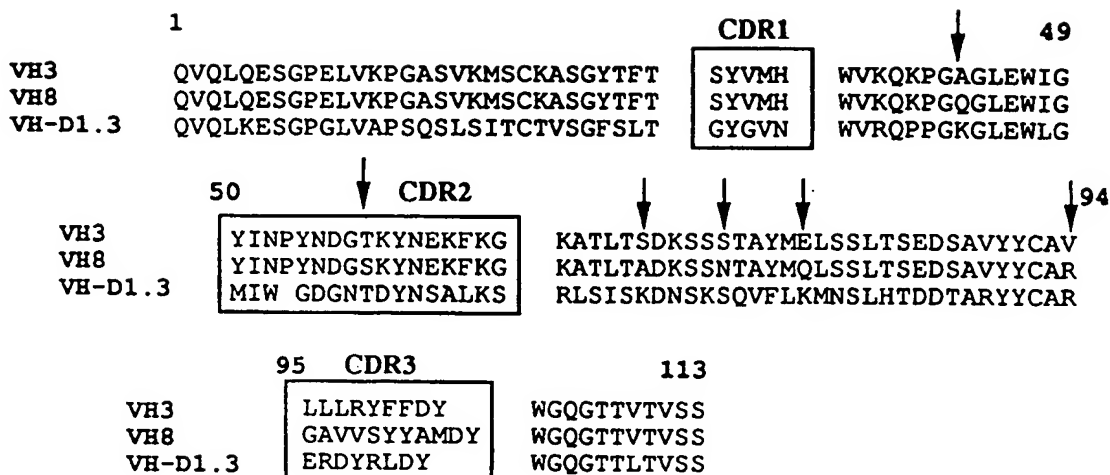 1 CDR1 49
VH3 QVQLQESGPELVKPGASVKMSCKASGYTFT SYVMH WVKQKPGAGLEWIG
VH8 QVQLQESGPELVKPGASVKMSCKASGYTFT SYVMH WVKQKPGQGLEWIG
VH-D1.3 QVQLKESGPGLVAPSQSLSITCTVSGFSLT GYGVN WVRQPPGKGLEWLG
50 CDR2 94
VH3 YINPYNDGTKYNEKFKG KATLTSDKSSSTAYMELSSLTSEDSAVYYCAV
VH8 YINPYNDGSKYNEKFKG KATLTADKSSNTAYMQLSSLTSEDSAVYYCAR
VH-D1.3 MIW GDGNTDYNSALKS RLSISKDNSKSQVFLKMNSLHTDDTARYYCAR
95 CDR3 113
VH3 LLLRYFFDY WGQGTTVTVSS
VH8 GAVVSYYAMDY WGQGTTVTVSS
VH-D1.3 ERDYRLDY WGQGTTLTVSS